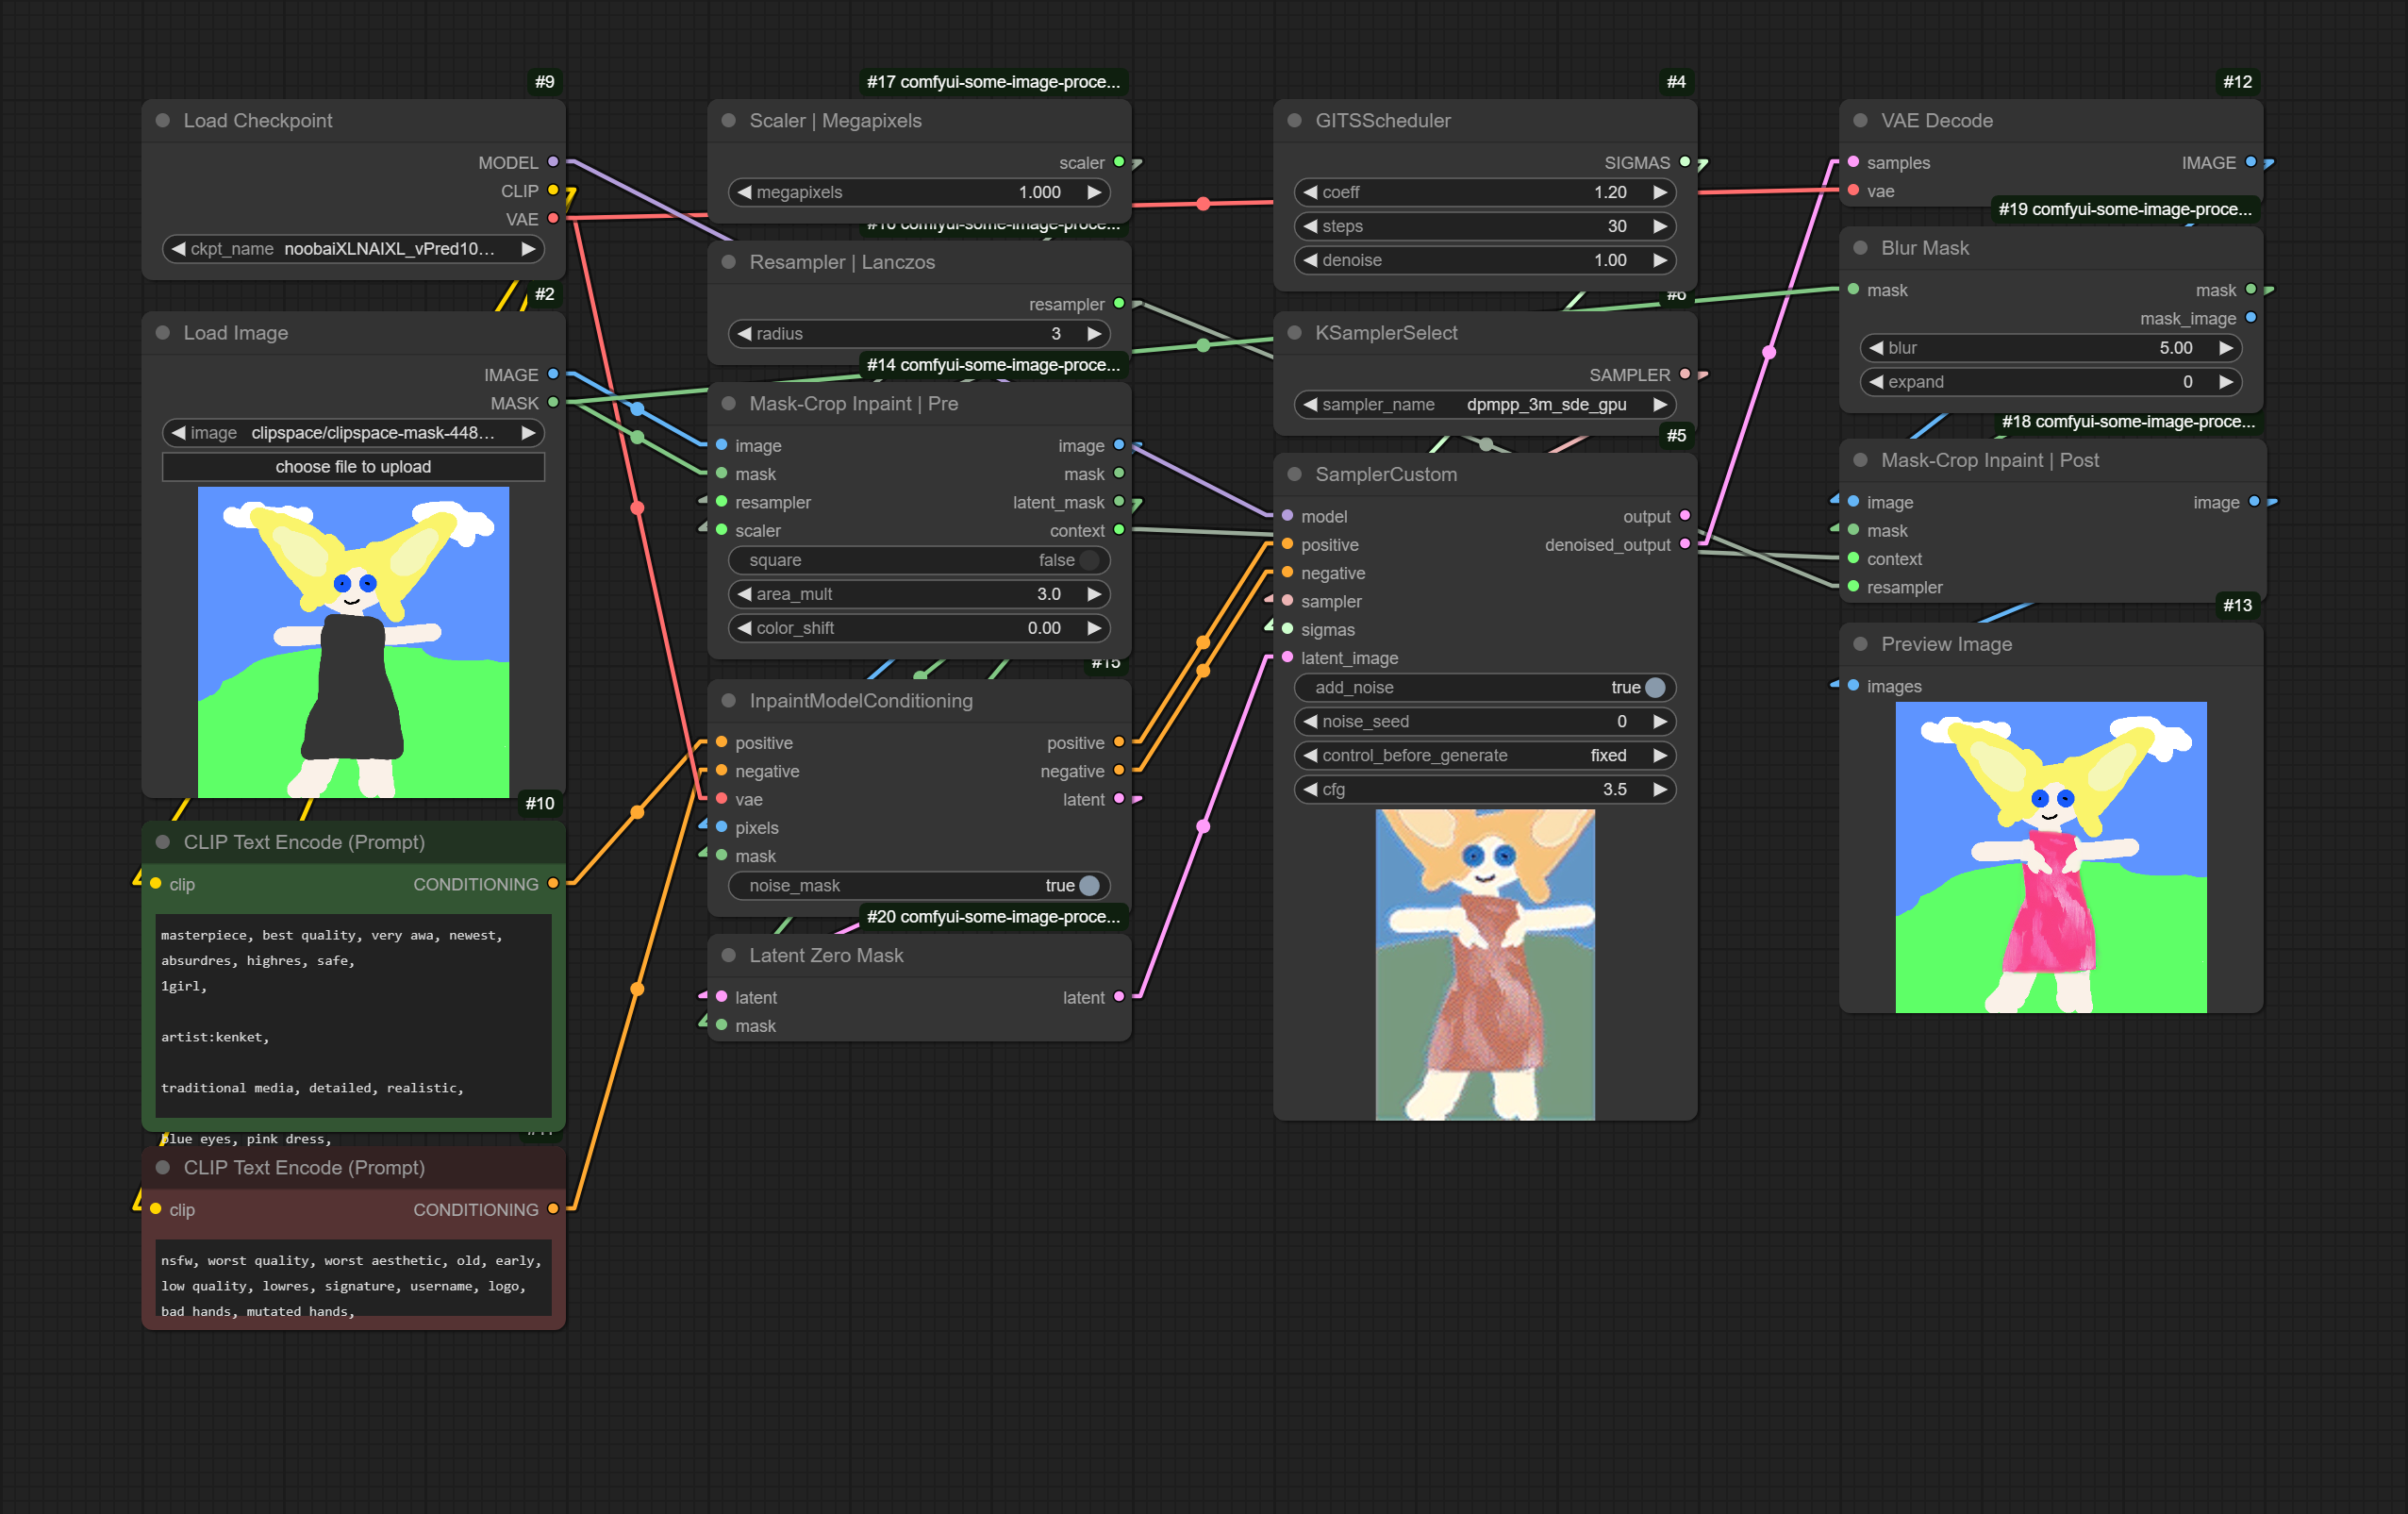 #9
Load Checkpoint
MODEL
CLIP
VAE
ckpt_name noobaiXLNAIXL_vPred10...
#2
Load Image
IMAGE
MASK
image clipspace/clipspace-mask-448...
choose file to upload
#10
CLIP Text Encode (Prompt)
clip CONDITIONING
masterpiece, best quality, very awa, newest,
absurdres, highres, safe,
1girl,
artist:kenket,
traditional media, detailed, realistic,
blue eyes, pink dress,
CLIP Text Encode (Prompt)
clip CONDITIONING
nsfw, worst quality, worst aesthetic, old, early,
low quality, lowres, signature, username, logo,
bad hands, mutated hands,
#17 comfyui-some-image-proce...
Scaler | Megapixels
scaler
megapixels 1.000
#16 comfyui-some-image-proce...
Resampler | Lanczos
resampler
radius 3
#14 comfyui-some-image-proce...
Mask-Crop Inpaint | Pre
image image
mask mask
resampler latent_mask
scaler context
square false
area_mult 3.0
color_shift 0.00
#15
InpaintModelConditioning
positive positive
negative negative
vae latent
pixels
mask
noise_mask true
#20 comfyui-some-image-proce...
Latent Zero Mask
latent latent
mask
#4
GITSScheduler
SIGMAS
coeff 1.20
steps 30
denoise 1.00
#6
KSamplerSelect
SAMPLER
sampler_name dpmpp_3m_sde_gpu
#5
SamplerCustom
model output
positive denoised_output
negative
sampler
sigmas
latent_image
add_noise true
noise_seed 0
control_before_generate fixed
cfg 3.5
#12
VAE Decode
samples IMAGE
vae
#19 comfyui-some-image-proce...
Blur Mask
mask mask
mask_image
blur 5.00
expand 0
#18 comfyui-some-image-proce...
Mask-Crop Inpaint | Post
image image
mask
context
resampler
#13
Preview Image
images